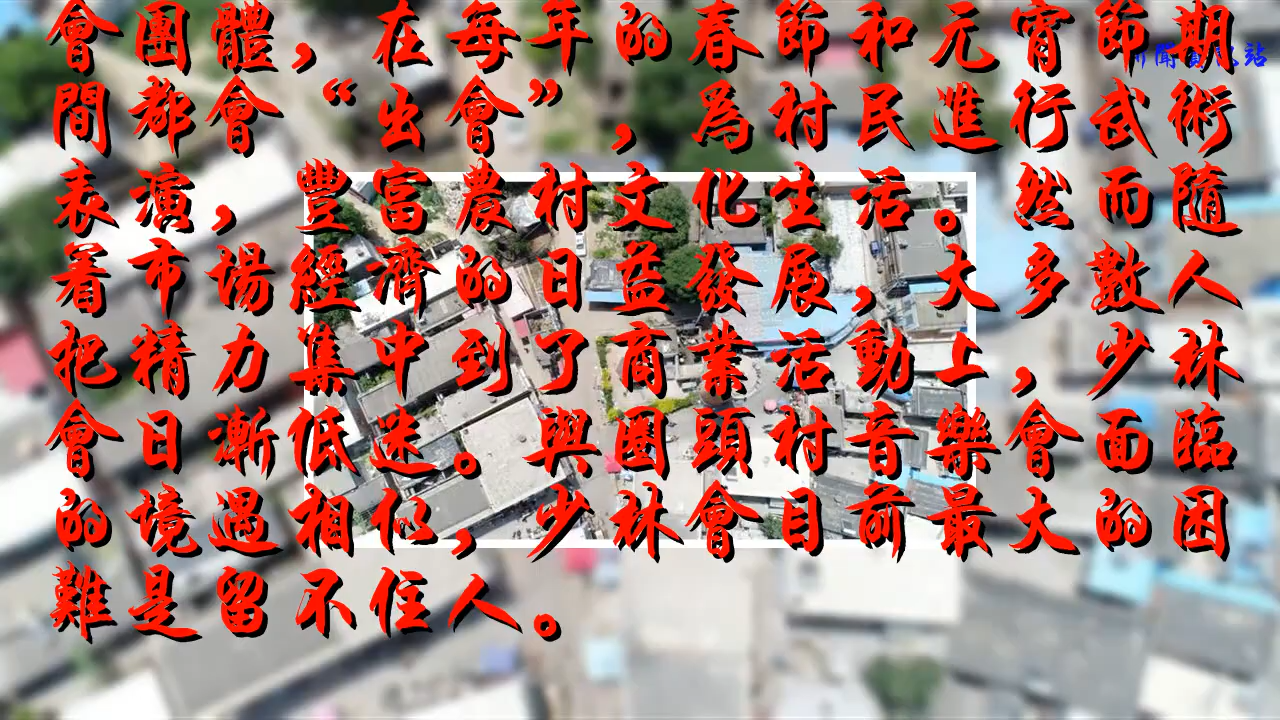 會團體，在每年的春節和元宵節期
間都會“出會”，爲村民進行武術
表演，豐富農村文化生活。然而隨
着市場經濟的日益發展，大多數人
把精力集中到了商業活動上，少林
會日漸低迷。與圈頭村音樂會面臨
的境遇相似，少林會目前最大的困
難是留不住人。